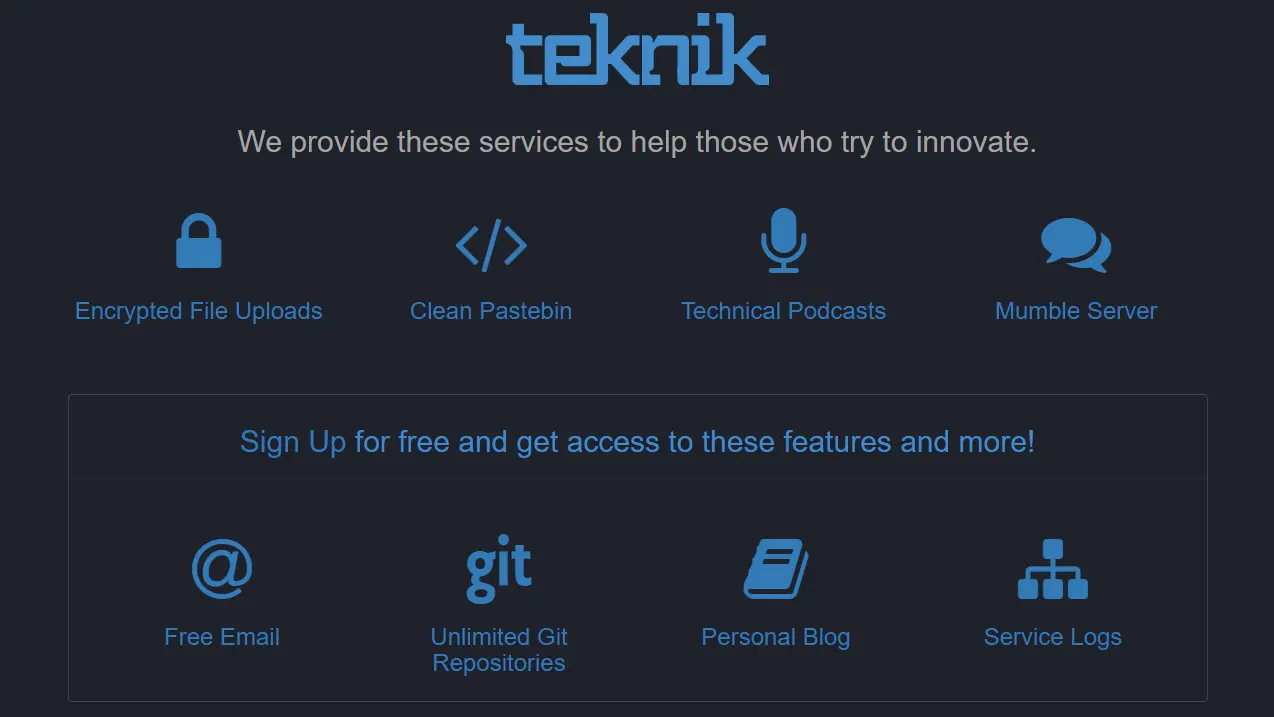 teknik
We provide these services to help those who try to innovate.
Encrypted File Uploads
Clean Pastebin
Technical Podcasts
Mumble Server
Sign Up for free and get access to these features and more!
@
git
Free Email
Unlimited Git
Repositories
Personal Blog
Service Logs